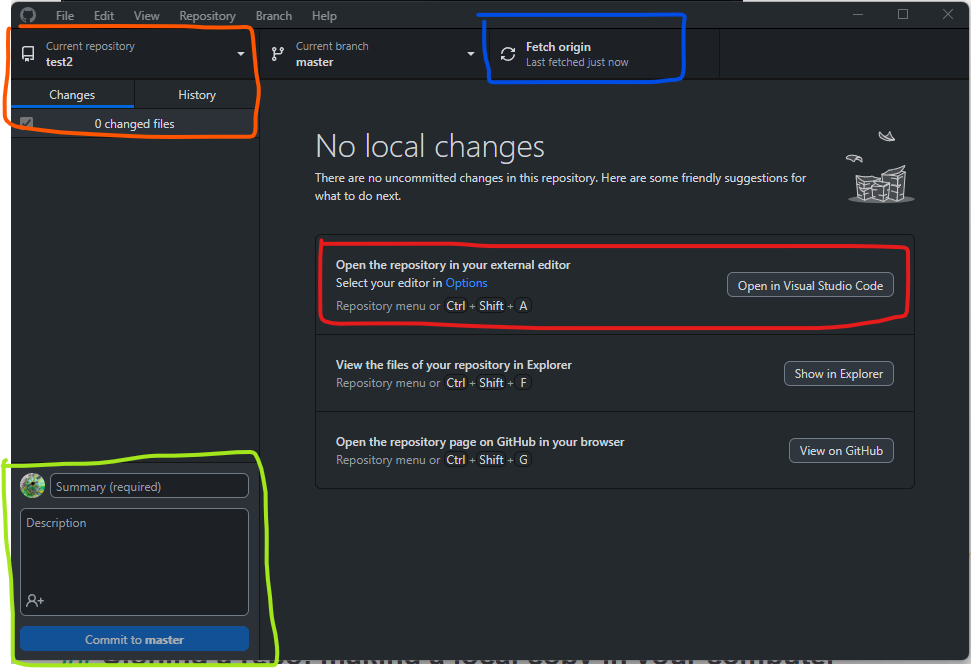 File Edit View Repository Branch Help
Current repository
test2
Current branch
master
Fetch origin
Last fetched just now
Changes History
0 changed files
No local changes
There are no uncommitted changes in this repository. Here are some friendly suggestions for
what to do next.
Open the repository in your external editor
Select your editor in Options
Repository menu or Ctrl + Shift + A
Open in Visual Studio Code
View the files of your repository in Explorer
Repository menu or Ctrl + Shift + F
Show in Explorer
Open the repository page on GitHub in your browser
Repository menu or Ctrl + Shift + G
View on GitHub
Summary (required)
Description
Commit to master